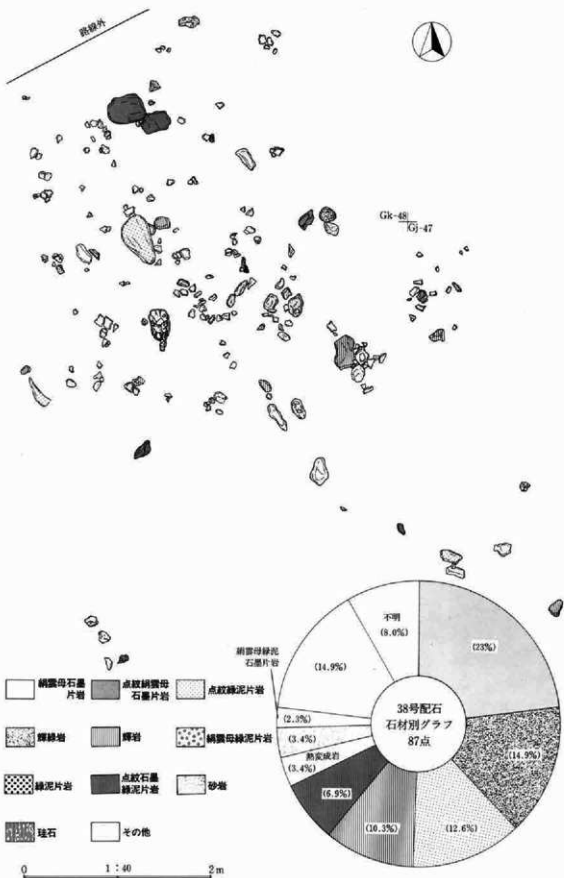 路線外
Gk-48
Gj-47
不明
(8.0%)
(23%)
(14.9%)
(12.6%)
(10.3%)
(6.9%)
熱変成岩
(3.4%)
(3.4%)
(2.3%)
絹雲母緑泥
石墨片岩
(14.9%)
38号配石
石材別グラフ
87点
絹雲母石墨
片岩
点紋絹雲母
石墨片岩
点紋緑泥片岩
輝緑岩
輝岩
絹雲母緑泥片岩
緑泥片岩
点紋石墨
緑泥片岩
砂岩
珪石
その他
0 1:40 2m